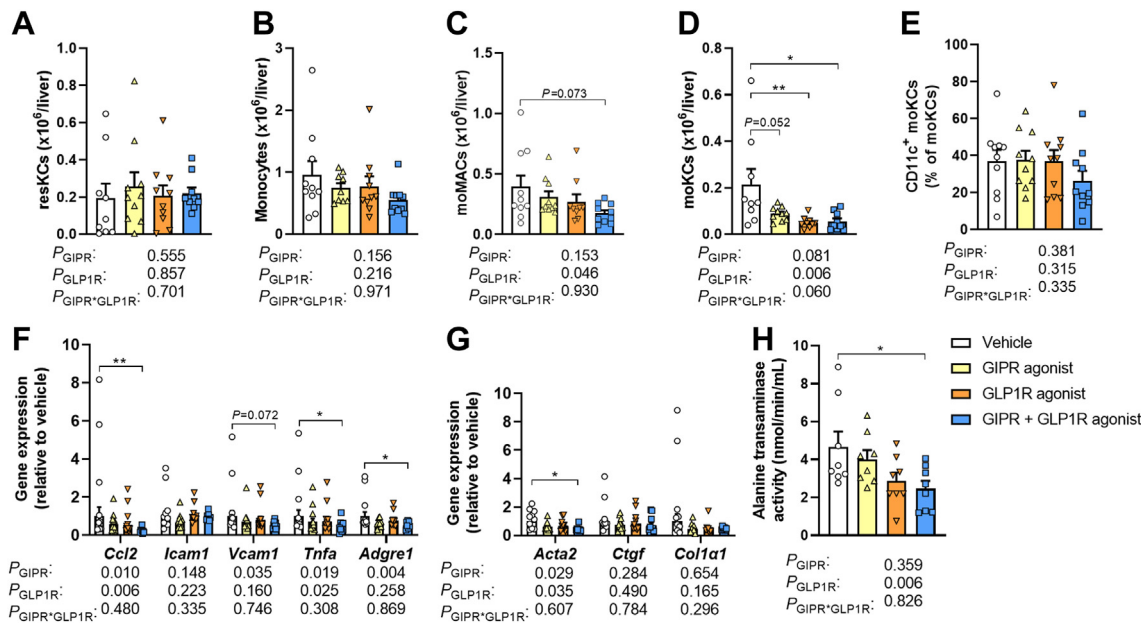 A
resKCs (x10⁶/liver)
1.0
0.8
0.6
0.4
0.2
0.0
P_GIPR: 0.555
P_GLP1R: 0.857
P_GIPR*GLP1R: 0.701
B
Monocytes (x10⁶/liver)
3
2
1
0
P_GIPR: 0.156
P_GLP1R: 0.216
P_GIPR*GLP1R: 0.971
C
moMACs (x10⁶/liver)
1.5
1.0
0.5
0.0
P=0.073
P_GIPR: 0.153
P_GLP1R: 0.046
P_GIPR*GLP1R: 0.930
D
moKCs (x10⁶/liver)
0.8
0.6
0.4
0.2
0.0
*
**
P=0.052
P_GIPR: 0.081
P_GLP1R: 0.006
P_GIPR*GLP1R: 0.060
E
CD11c⁺ moKCs
(% of moKCs)
100
80
60
40
20
0
P_GIPR: 0.381
P_GLP1R: 0.315
P_GIPR*GLP1R: 0.335
F
Gene expression
(relative to vehicle)
10
8
6
4
2
0
**
P=0.072
*
*
Ccl2 Icam1 Vcam1 Tnfa Adgre1
P_GIPR: 0.010 0.148 0.035 0.019 0.004
P_GLP1R: 0.006 0.223 0.160 0.025 0.258
P_GIPR*GLP1R: 0.480 0.335 0.746 0.308 0.869
G
Gene expression
(relative to vehicle)
10
8
6
4
2
0
*
Acta2 Ctgf Col1α1
P_GIPR: 0.029 0.284 0.654
P_GLP1R: 0.035 0.490 0.165
P_GIPR*GLP1R: 0.607 0.784 0.296
H
Alanine transaminase
activity (nmol/min/mL)
10
8
6
4
2
0
*
P_GIPR: 0.359
P_GLP1R: 0.006
P_GIPR*GLP1R: 0.826
Vehicle
GIPR agonist
GLP1R agonist
GIPR + GLP1R agonist